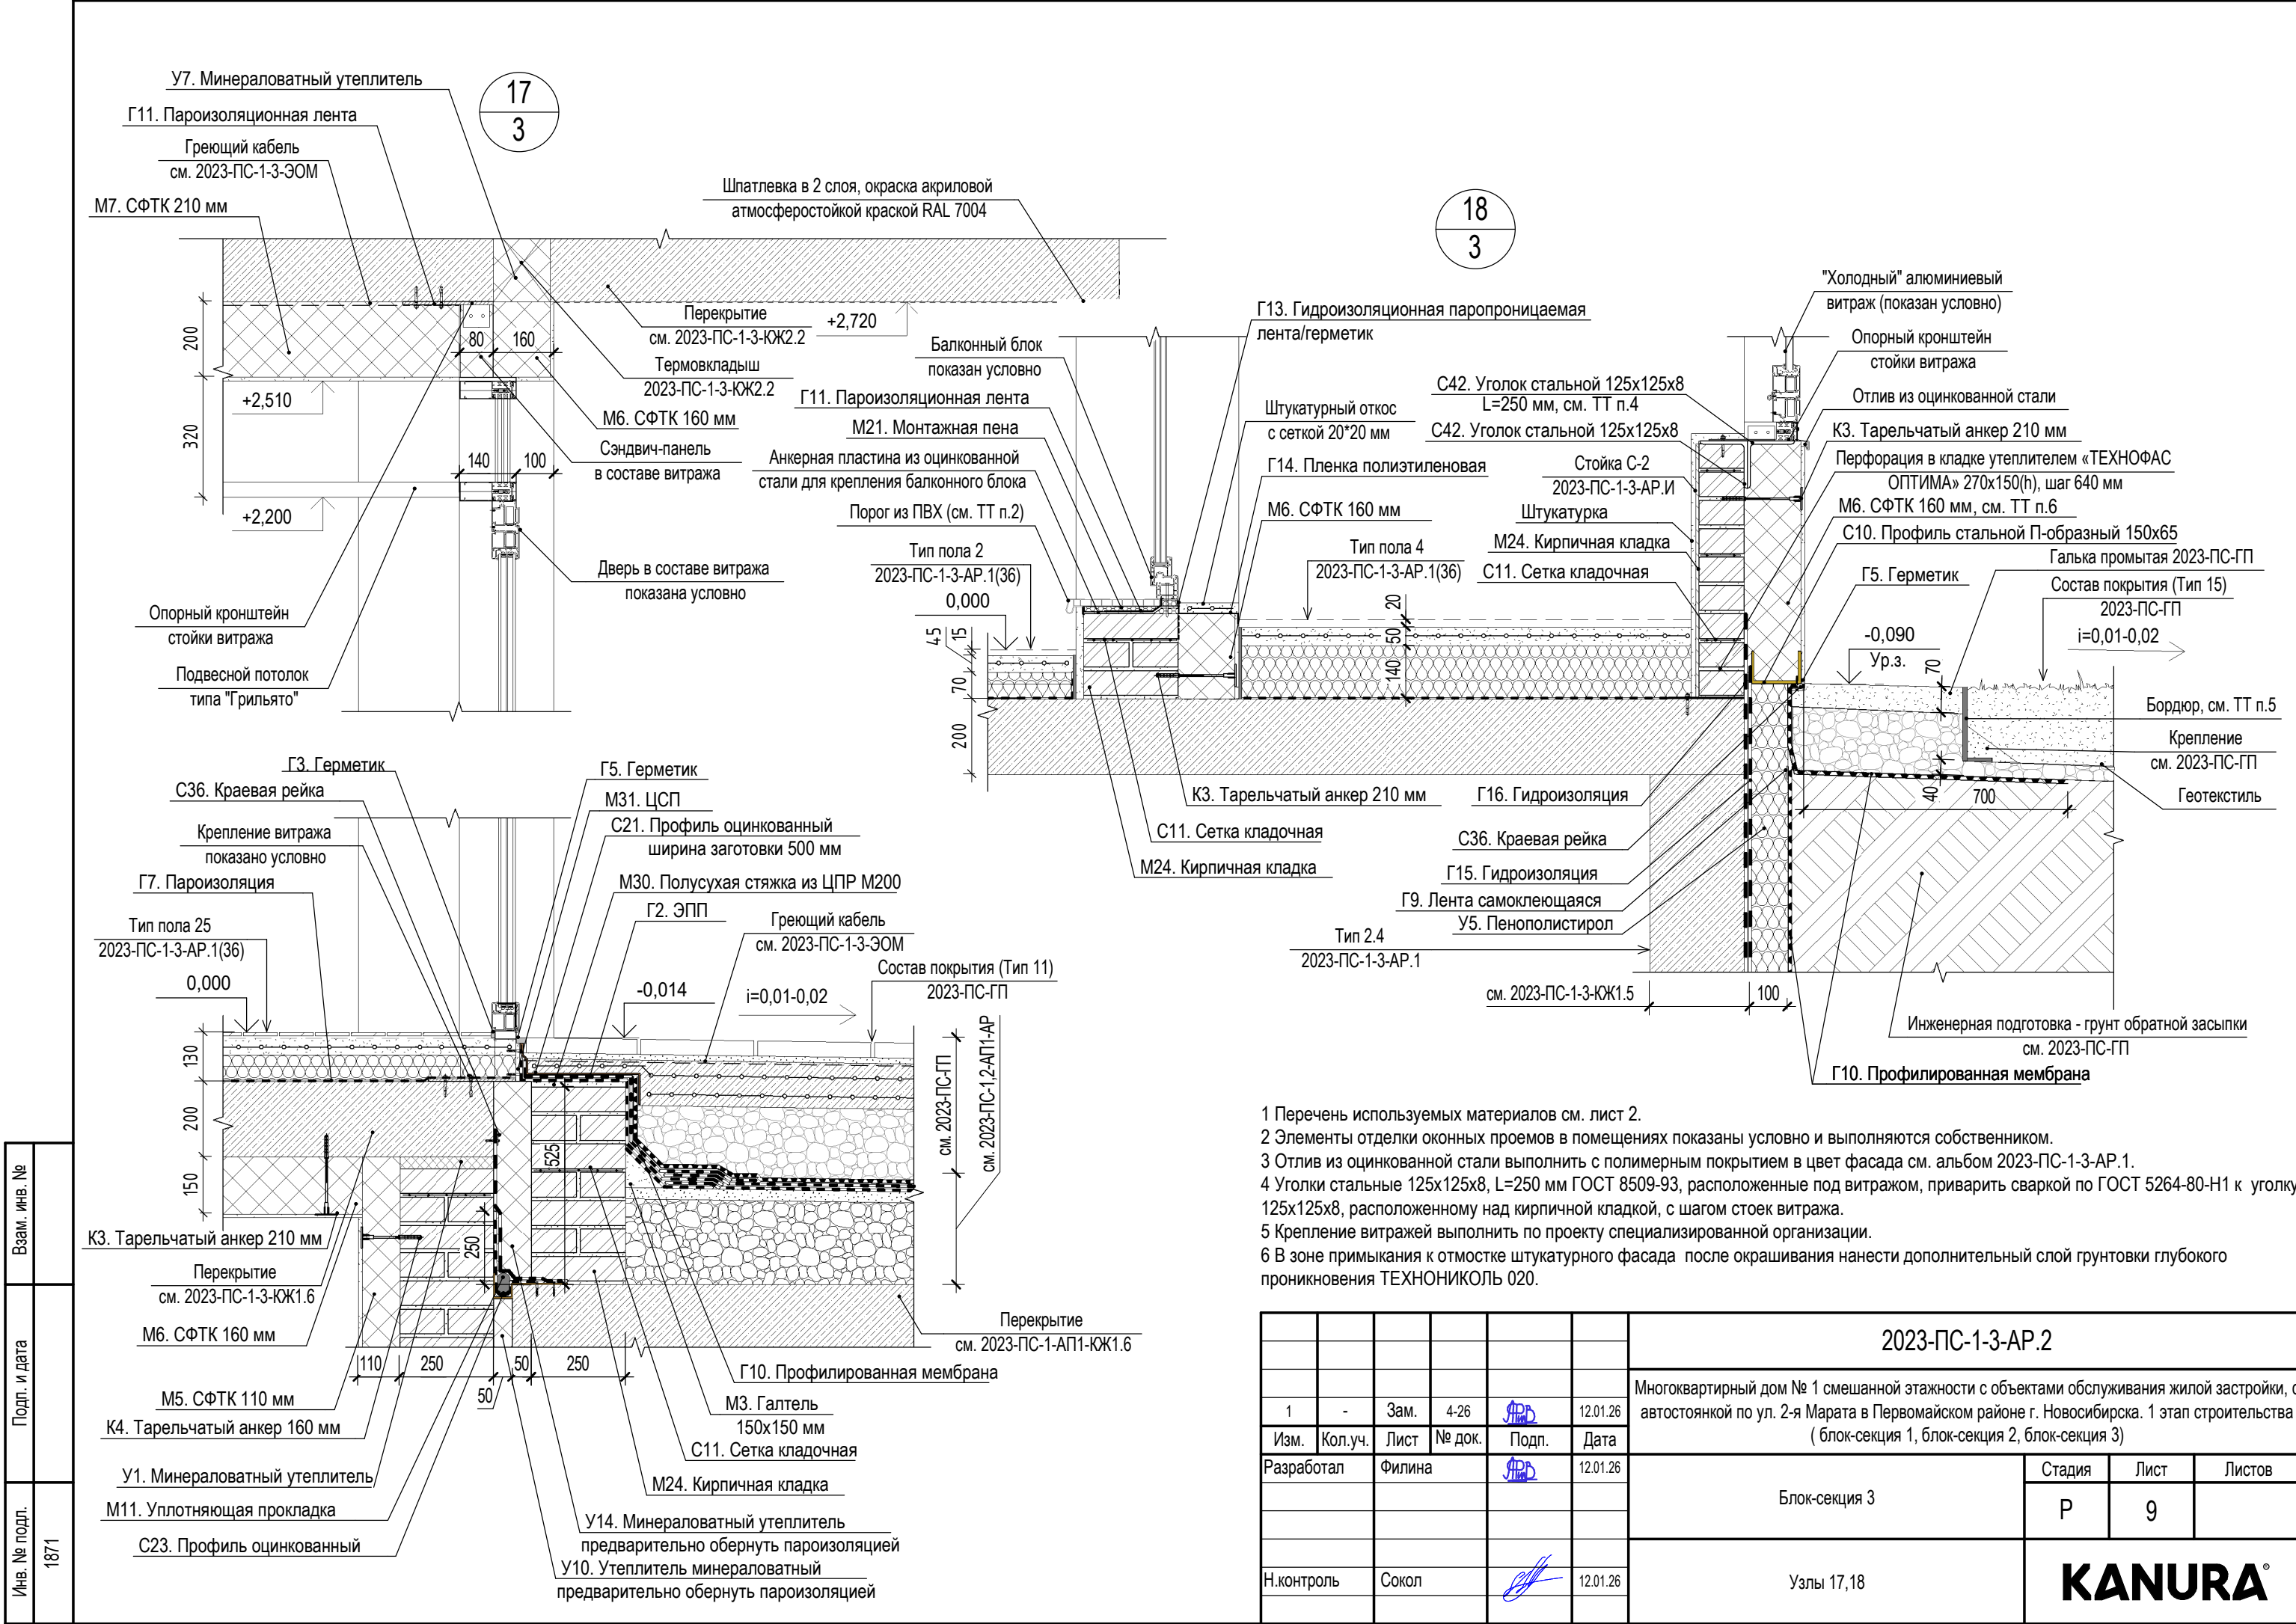 17
3
У7. Минераловатный утеплитель
Г11. Пароизоляционная лента
Греющий кабель
см. 2023-ПС-1-3-ЭОМ
М7. СФТК 210 мм
Шпатлевка в 2 слоя, окраска акриловой
атмосферостойкой краской RAL 7004
200
320
80
160
+2,510
+2,200
140
100
Перекрытие
см. 2023-ПС-1-3-КЖ2.2
+2,720
Термовкладыш
2023-ПС-1-3-КЖ2.2
М6. СФТК 160 мм
Сэндвич-панель
в составе витража
Дверь в составе витража
показана условно
Опорный кронштейн
стойки витража
Подвесной потолок
типа "Грильято"
18
3
Балконный блок
показан условно
Г11. Пароизоляционная лента
М21. Монтажная пена
Анкерная пластина из оцинкованной
стали для крепления балконного блока
Порог из ПВХ (см. ТТ п.2)
Тип пола 2
2023-ПС-1-3-АР.1(36)
0,000
4-5
15
70
200
Г13. Гидроизоляционная паропроницаемая
лента/герметик
Штукатурный откос
с сеткой 20*20 мм
Г14. Пленка полиэтиленовая
М6. СФТК 160 мм
Тип пола 4
2023-ПС-1-3-АР.1(36)
20
50
140
С42. Уголок стальной 125х125х8
L=250 мм, см. ТТ п.4
С42. Уголок стальной 125х125х8
Стойка С-2
2023-ПС-1-3-АР.И
Штукатурка
М24. Кирпичная кладка
С11. Сетка кладочная
"Холодный" алюминиевый
витраж (показан условно)
Опорный кронштейн
стойки витража
Отлив из оцинкованной стали
К3. Тарельчатый анкер 210 мм
Перфорация в кладке утеплителем «ТЕХНОФАС
ОПТИМА» 270х150(h), шаг 640 мм
М6. СФТК 160 мм, см. ТТ п.6
С10. Профиль стальной П-образный 150х65
Галька промытая 2023-ПС-ГП
Г5. Герметик
Состав покрытия (Тип 15)
2023-ПС-ГП
-0,090
Ур.з.
i=0,01-0,02
70
40
700
Бордюр, см. ТТ п.5
Крепление
см. 2023-ПС-ГП
Геотекстиль
К3. Тарельчатый анкер 210 мм
С11. Сетка кладочная
М24. Кирпичная кладка
Г16. Гидроизоляция
С36. Краевая рейка
Г15. Гидроизоляция
Г9. Лента самоклеющаяся
У5. Пенополистирол
Тип 2.4
2023-ПС-1-3-АР.1
см. 2023-ПС-1-3-КЖ1.5
100
Инженерная подготовка - грунт обратной засыпки
см. 2023-ПС-ГП
Г10. Профилированная мембрана
Г3. Герметик
С36. Краевая рейка
Крепление витража
показано условно
Г7. Пароизоляция
Тип пола 25
2023-ПС-1-3-АР.1(36)
0,000
130
200
150
Г5. Герметик
М31. ЦСП
С21. Профиль оцинкованный
ширина заготовки 500 мм
М30. Полусухая стяжка из ЦПР М200
Г2. ЭПП
Греющий кабель
см. 2023-ПС-1-3-ЭОМ
Состав покрытия (Тип 11)
2023-ПС-ГП
-0,014
i=0,01-0,02
см. 2023-ПС-ГП
см. 2023-ПС-1,2-АП1-АР
525
250
К3. Тарельчатый анкер 210 мм
Перекрытие
см. 2023-ПС-1-3-КЖ1.6
М6. СФТК 160 мм
110
250
50
50
250
М5. СФТК 110 мм
К4. Тарельчатый анкер 160 мм
У1. Минераловатный утеплитель
М11. Уплотняющая прокладка
С23. Профиль оцинкованный
Перекрытие
см. 2023-ПС-1-АП1-КЖ1.6
Г10. Профилированная мембрана
М3. Галтель
150х150 мм
С11. Сетка кладочная
М24. Кирпичная кладка
У14. Минераловатный утеплитель
предварительно обернуть пароизоляцией
У10. Утеплитель минераловатный
предварительно обернуть пароизоляцией
1 Перечень используемых материалов см. лист 2.
2 Элементы отделки оконных проемов в помещениях показаны условно и выполняются собственником.
3 Отлив из оцинкованной стали выполнить с полимерным покрытием в цвет фасада см. альбом 2023-ПС-1-3-АР.1.
4 Уголки стальные 125х125х8, L=250 мм ГОСТ 8509-93, расположенные под витражом, приварить сваркой по ГОСТ 5264-80-Н1 к уголку
125х125х8, расположенному над кирпичной кладкой, с шагом стоек витража.
5 Крепление витражей выполнить по проекту специализированной организации.
6 В зоне примыкания к отмостке штукатурного фасада после окрашивания нанести дополнительный слой грунтовки глубокого
проникновения ТЕХНОНИКОЛЬ 020.
2023-ПС-1-3-АР.2
Многоквартирный дом № 1 смешанной этажности с объектами обслуживания жилой застройки, с
автостоянкой по ул. 2-я Марата в Первомайском районе г. Новосибирска. 1 этап строительства
( блок-секция 1, блок-секция 2, блок-секция 3)
1 - Зам. 4-26 12.01.26
Изм. Кол.уч. Лист № док. Подп. Дата
Разработал Филина 12.01.26
Блок-секция 3
Стадия Лист Листов
Р 9
Н.контроль Сокол 12.01.26
Узлы 17,18
KANURA®
Взам. инв. №
Подп. и дата
Инв. № подл.
1871